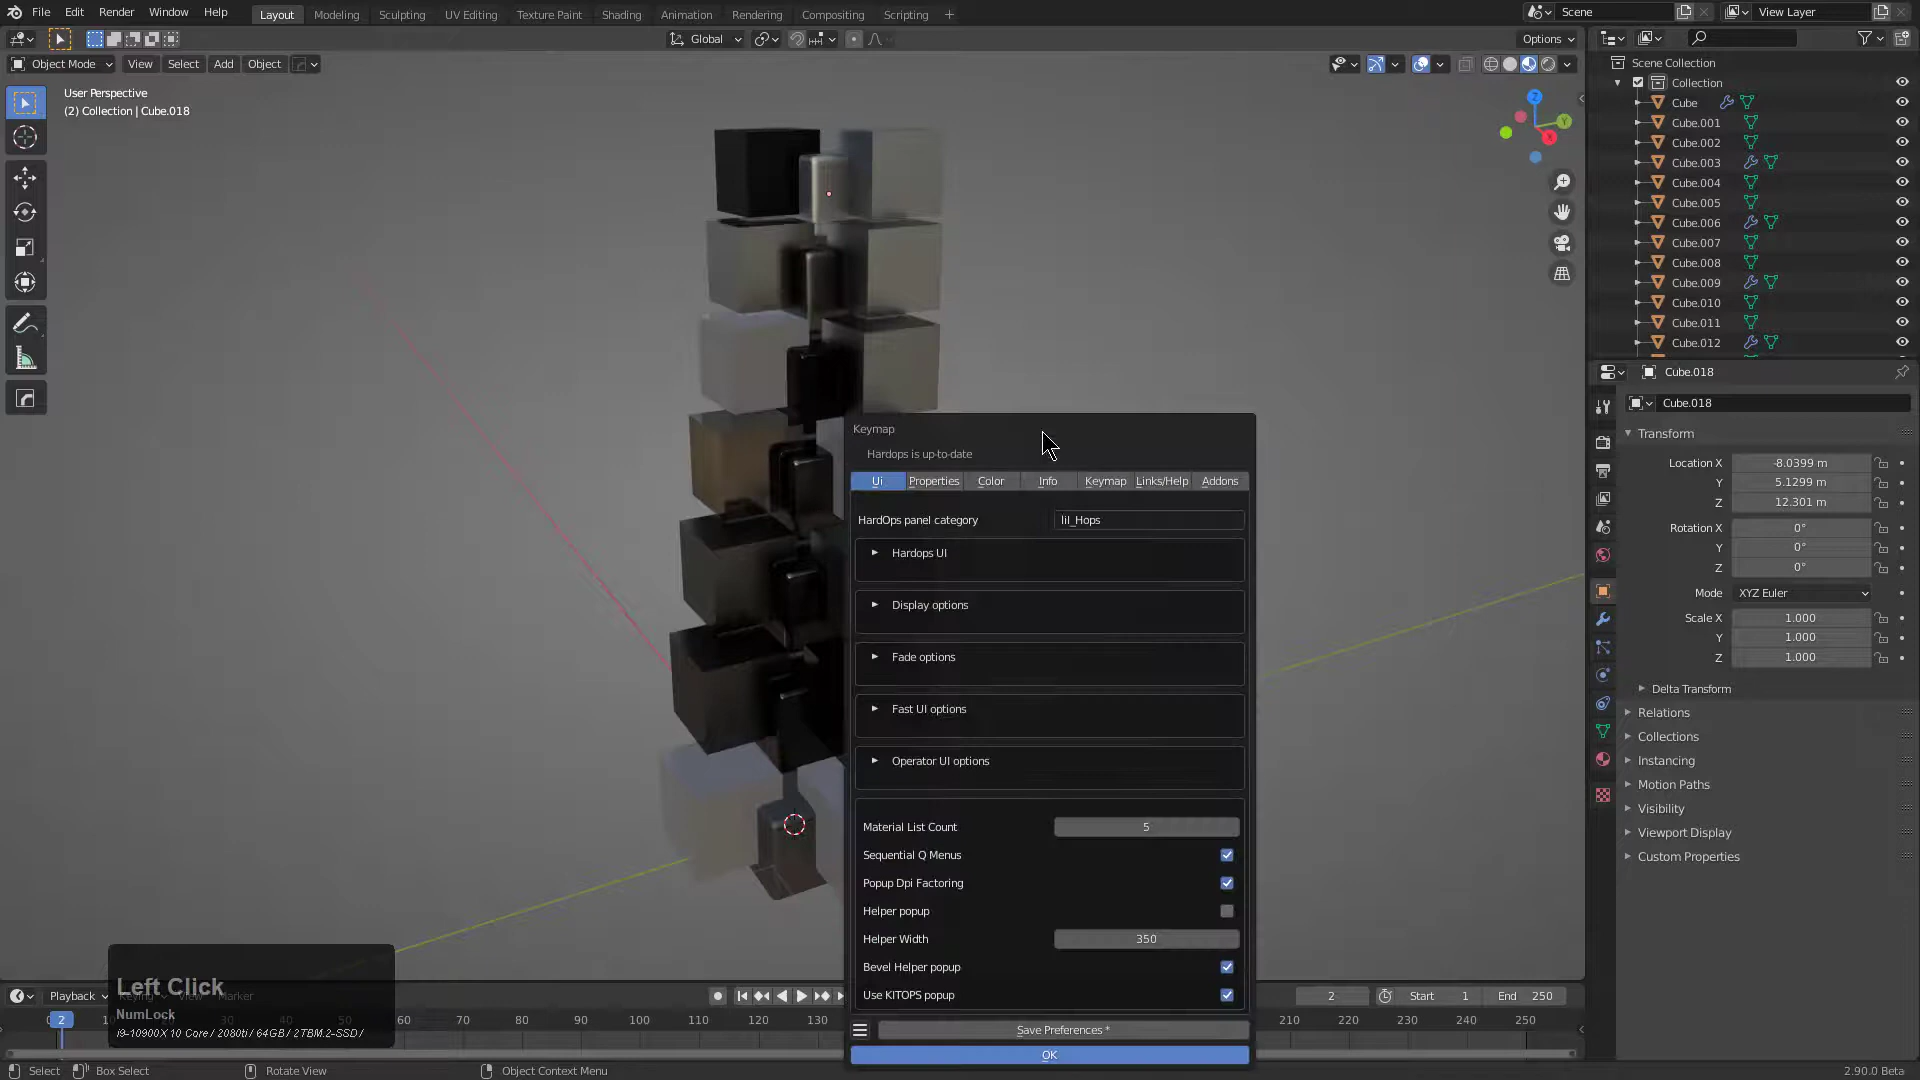 File Edit Render Window Help
Layout Modeling Sculpting UV Editing Texture Paint Shading Animation Rendering Compositing Scripting +
Scene
View Layer
Global
Options
Object Mode View Select Add Object
User Perspective
(2) Collection | Cube.018
Z
Y
X
Scene Collection
Collection
Cube
Cube.001
Cube.002
Cube.003
Cube.004
Cube.005
Cube.006
Cube.007
Cube.008
Cube.009
Cube.010
Cube.011
Cube.012
Cube.018
Cube.018
Transform
Location X -8.0399 m
Y 5.1299 m
Z 12.301 m
Rotation X 0°
Y 0°
Z 0°
Mode XYZ Euler
Scale X 1.000
Y 1.000
Z 1.000
Delta Transform
Relations
Collections
Instancing
Motion Paths
Visibility
Viewport Display
Custom Properties
Keymap
Hardops is up-to-date
Ui Properties Color Info Keymap Links/Help Addons
HardOps panel category lil_Hops
Hardops UI
Display options
Fade options
Fast UI options
Operator UI options
Material List Count 5
Sequential Q Menus
Popup Dpi Factoring
Helper popup
Helper Width 350
Bevel Helper popup
Use KITOPS popup
Save Preferences *
OK
Left Click
NumLock
i9-10900X 10 Core / 2080ti / 64GB / 2TBM.2-SSD /
Playback Keying View Marker
2 Start 1 End 250
2 10 20 30 40 50 60 70 80 90 100 110 120 130 210 220 230 240 250
Select Box Select Rotate View Object Context Menu
2.90.0 Beta